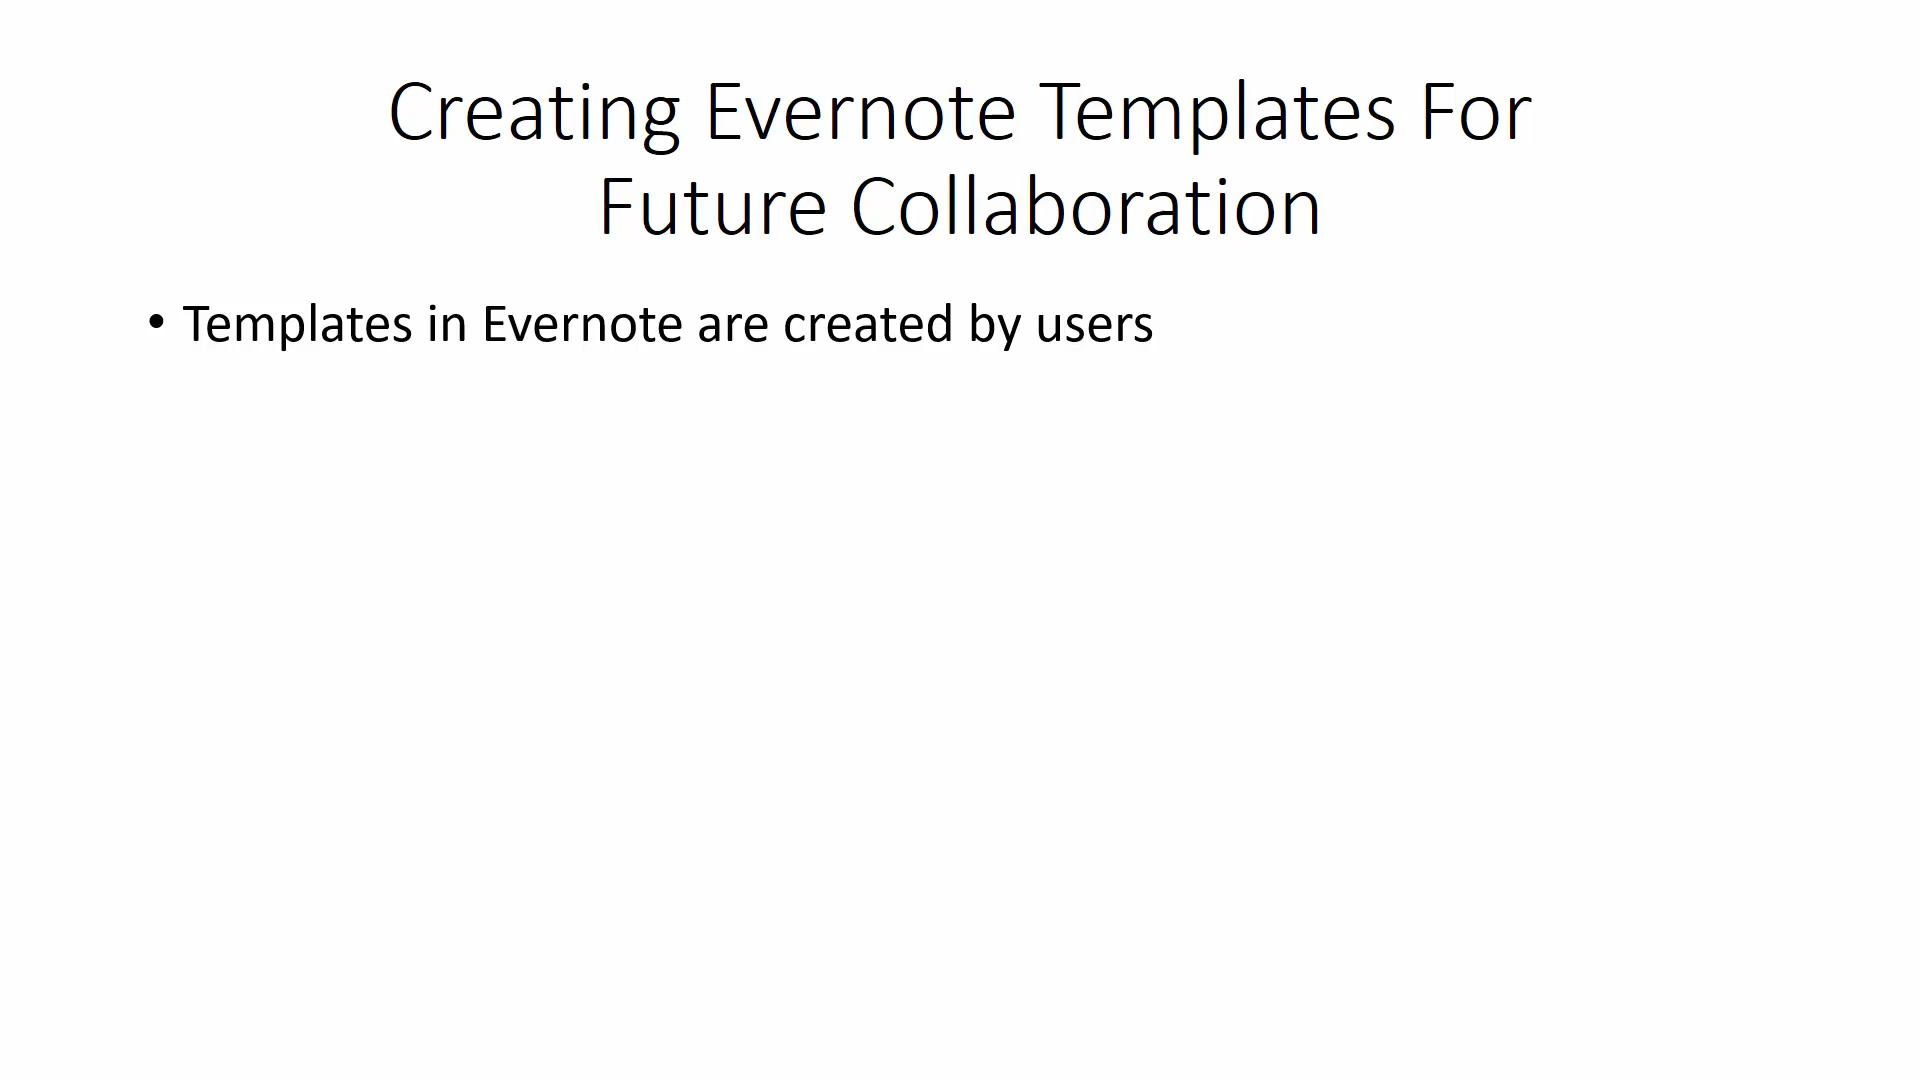 Creating Evernote Templates For
Future Collaboration
• Templates in Evernote are created by users